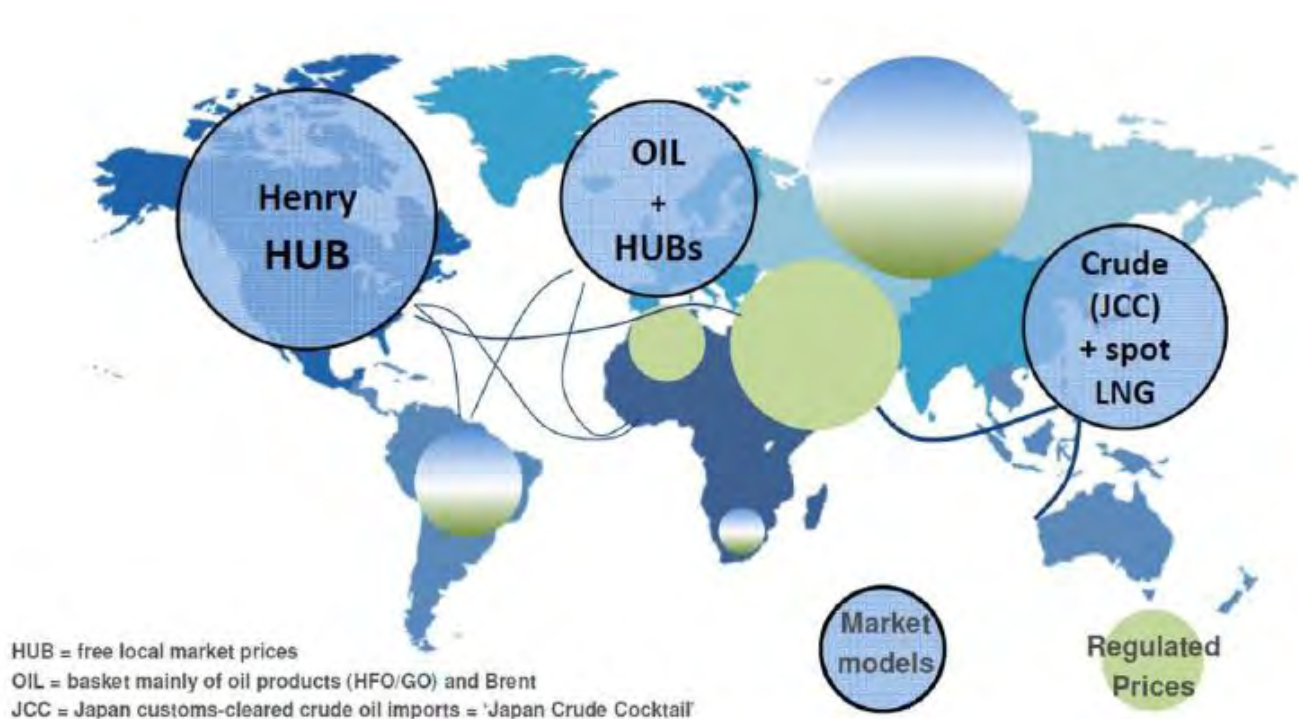 Henry
HUB
OIL
+
HUBs
Crude
(JCC)
+ spot
LNG
Market
models
Regulated
Prices
HUB = free local market prices
OIL = basket mainly of oil products (HFO/GO) and Brent
JCC = Japan customs-cleared crude oil imports = 'Japan Crude Cocktail'